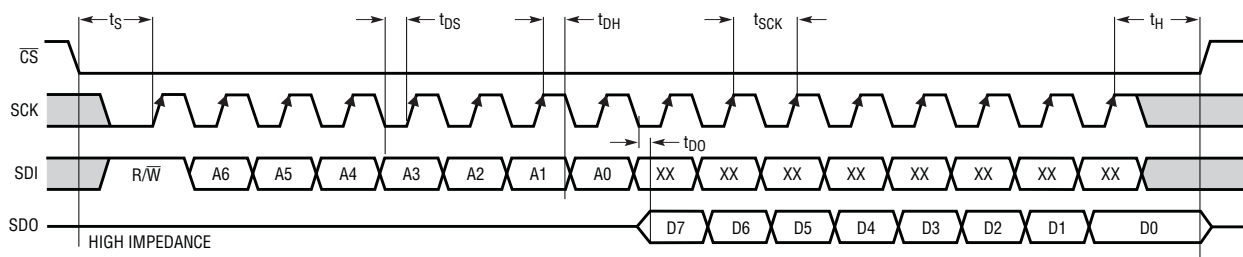 tS tDS tDH tSCK tH
CS
SCK
tDO
SDI R/W A6 A5 A4 A3 A2 A1 A0 XX XX XX XX XX XX XX XX
SDO D7 D6 D5 D4 D3 D2 D1 D0
HIGH IMPEDANCE